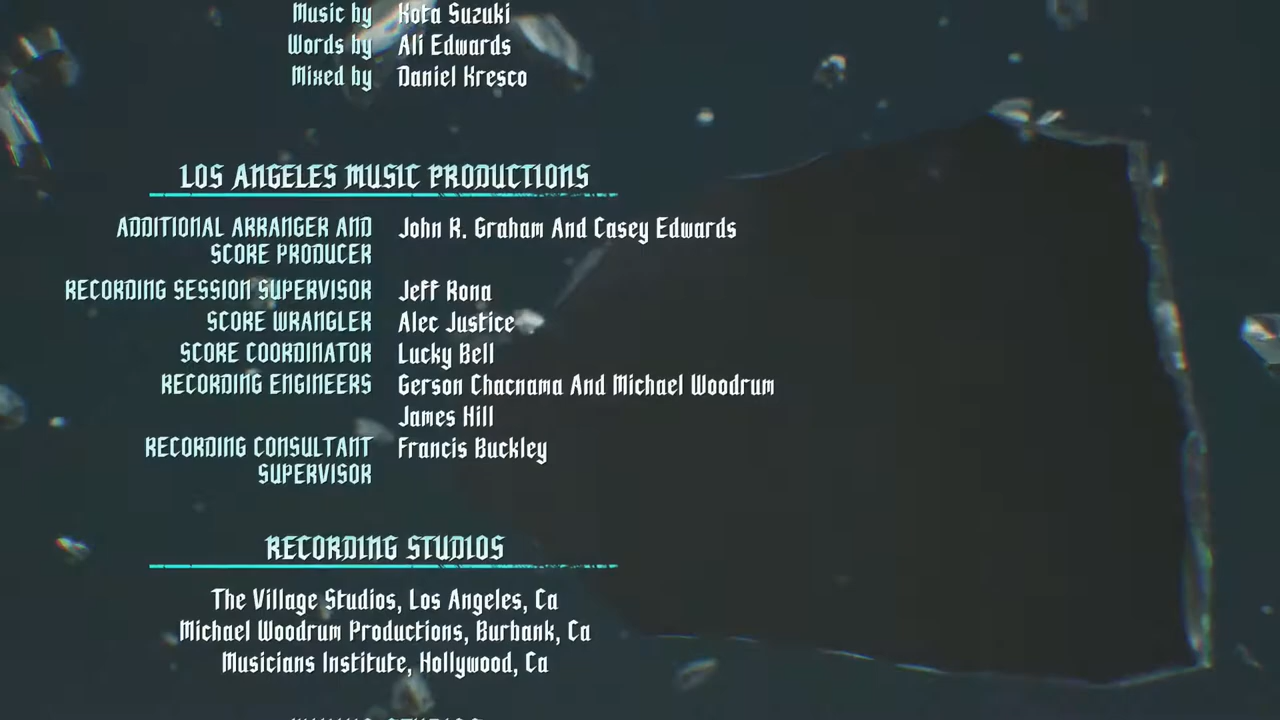 Music by Kota Suzuki
Words by Ali Edwards
Mixed by Daniel Kresco
LOS ANGELES MUSIC PRODUCTIONS
ADDITIONAL ARRANGER AND John R. Graham And Casey Edwards
SCORE PRODUCER
RECORDING SESSION SUPERVISOR Jeff Rona
SCORE WRANGLER Alec Justice
SCORE COORDINATOR Lucky Bell
RECORDING ENGINEERS Gerson Chacnama And Michael Woodrum
James Hill
RECORDING CONSULTANT Francis Buckley
SUPERVISOR
RECORDING STUDIOS
The Village Studios, Los Angeles, Ca
Michael Woodrum Productions, Burbank, Ca
Musicians Institute, Hollywood, Ca